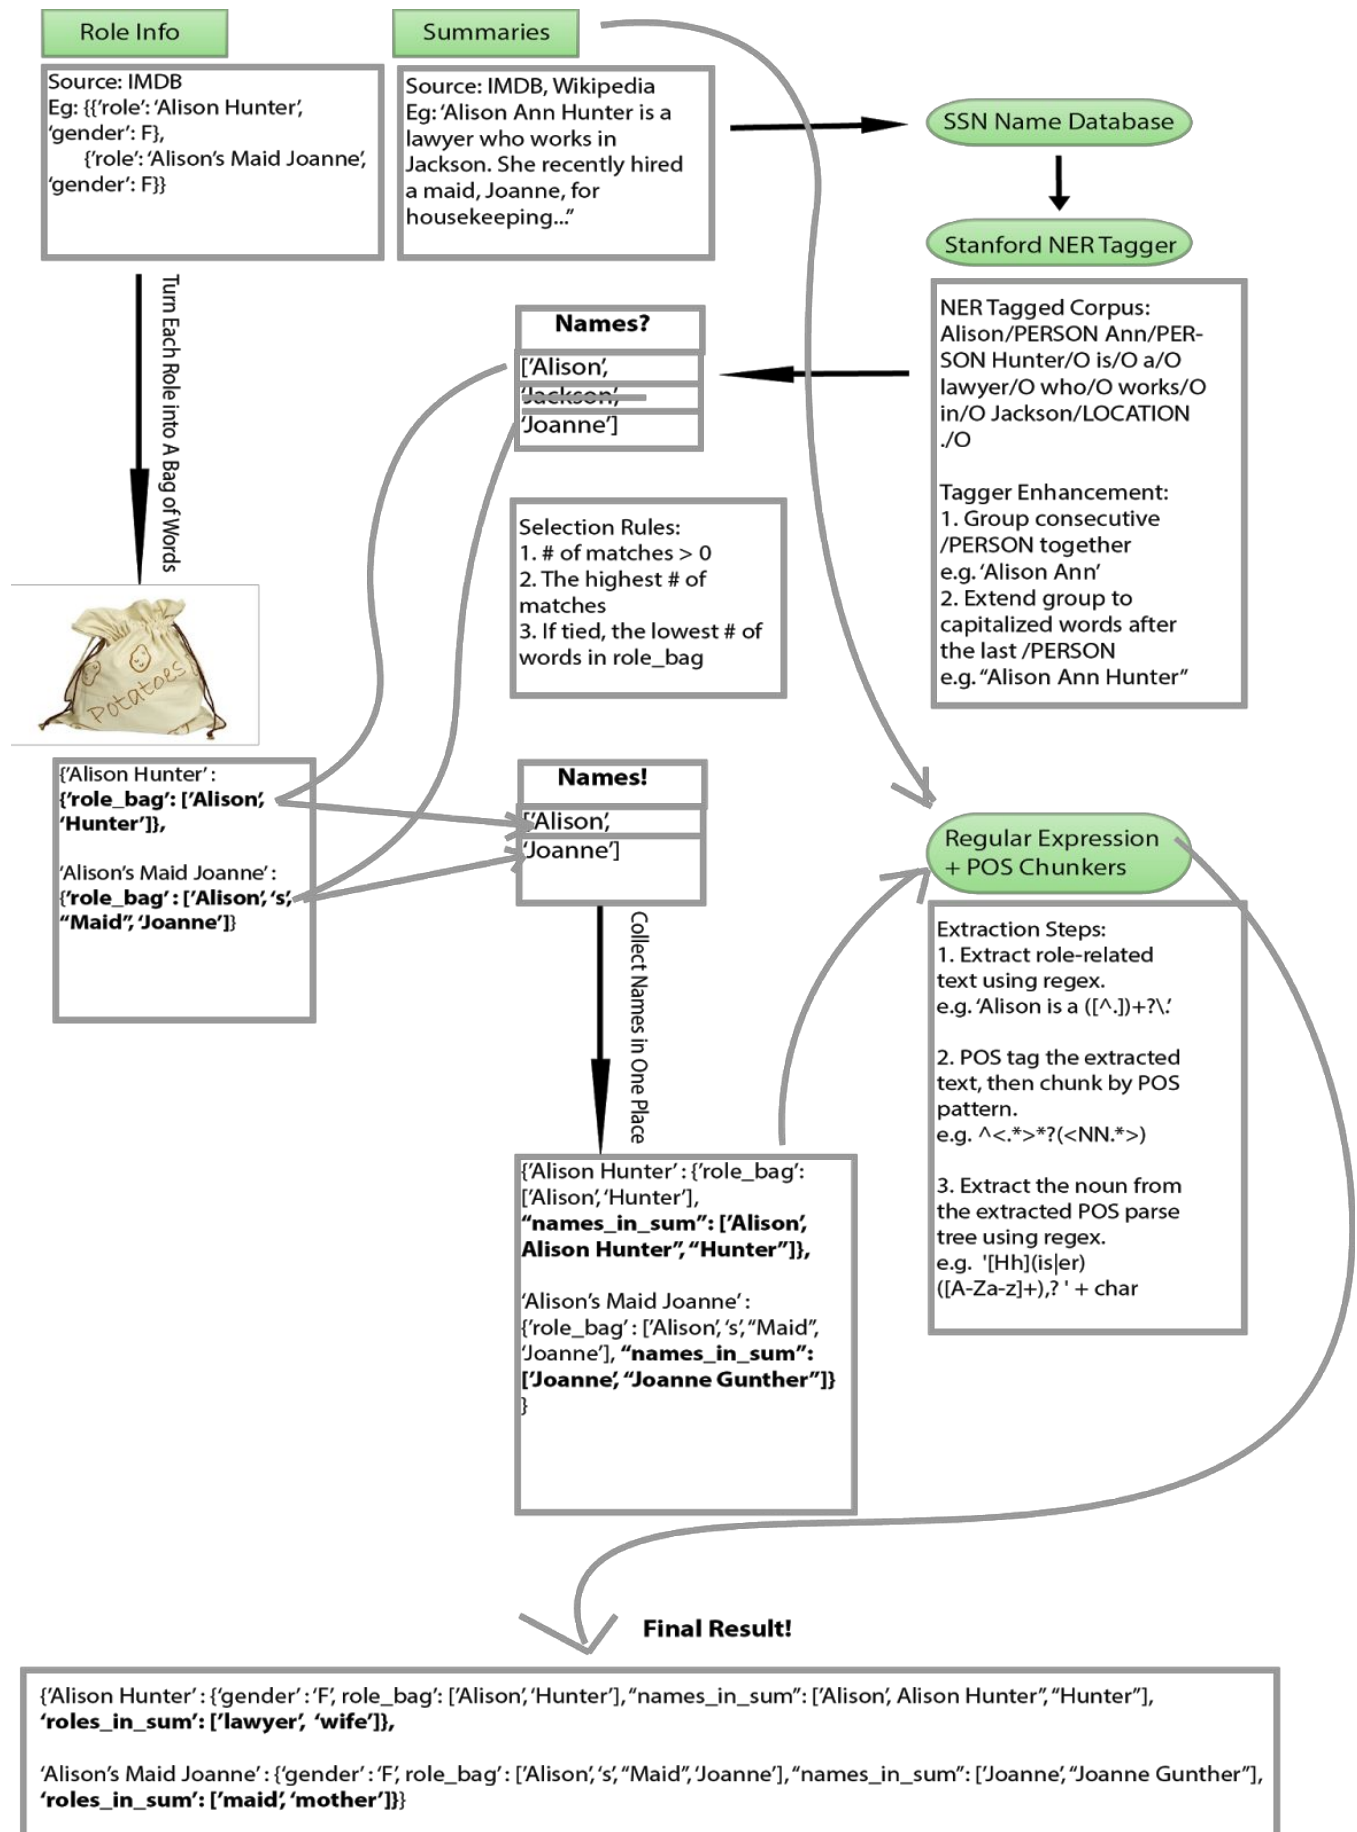 Role Info
Source: IMDB
Eg: {{'role': 'Alison Hunter',
'gender': F},
{'role': 'Alison's Maid Joanne',
'gender': F}}
Summaries
Source: IMDB, Wikipedia
Eg: 'Alison Ann Hunter is a
lawyer who works in
Jackson. She recently hired
a maid, Joanne, for
housekeeping..."
SSN Name Database
Stanford NER Tagger
NER Tagged Corpus:
Alison/PERSON Ann/PER-
SON Hunter/O is/O a/O
lawyer/O who/O works/O
in/O Jackson/LOCATION
./O
Tagger Enhancement:
1. Group consecutive
/PERSON together
e.g. 'Alison Ann'
2. Extend group to
capitalized words after
the last /PERSON
e.g. "Alison Ann Hunter"
Turn Each Role into A Bag of Words
Names?
['Alison',
'Jackson',
'Joanne']
Selection Rules:
1. # of matches > 0
2. The highest # of
matches
3. If tied, the lowest # of
words in role_bag
Potatoes
{'Alison Hunter' :
{'role_bag': ['Alison',
'Hunter']},
'Alison's Maid Joanne' :
{'role_bag' : ['Alison', 's',
"Maid", 'Joanne']}
Names!
['Alison',
'Joanne']
Collect Names in One Place
Regular Expression
+ POS Chunkers
Extraction Steps:
1. Extract role-related
text using regex.
e.g. 'Alison is a ([^.])+?\.'
2. POS tag the extracted
text, then chunk by POS
pattern.
e.g. ^<.*>*?(<NN.*>)
3. Extract the noun from
the extracted POS parse
tree using regex.
e.g. '[Hh](is|er)
([A-Za-z]+),? ' + char
{'Alison Hunter' : {'role_bag':
['Alison', 'Hunter'],
"names_in_sum": ['Alison',
Alison Hunter", "Hunter"]},
'Alison's Maid Joanne' :
{'role_bag' : ['Alison', 's', "Maid",
'Joanne'], "names_in_sum":
['Joanne', "Joanne Gunther"]}
}
Final Result!
{'Alison Hunter' : {'gender' : 'F', role_bag' : ['Alison', 'Hunter'], "names_in_sum": ['Alison', Alison Hunter", "Hunter"],
'roles_in_sum': ['lawyer', 'wife']},
'Alison's Maid Joanne' : {'gender' : 'F', role_bag' : ['Alison', 's', "Maid", 'Joanne'], "names_in_sum": ['Joanne', "Joanne Gunther"],
'roles_in_sum': ['maid', 'mother']}}